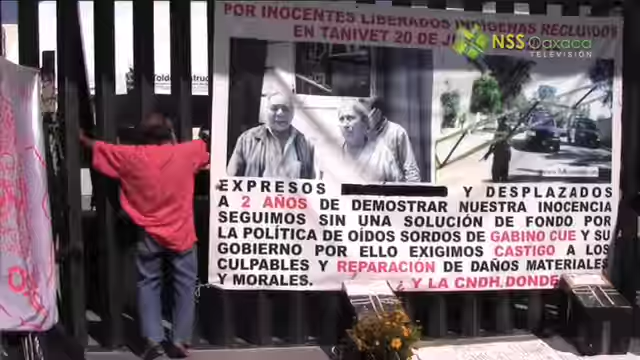 POR INOCENTES LIBERADOS INDÍGENAS RECLUIDOS
EN TANIVET 20 DE
NSS Oaxaca
TELEVISIÓN
EXPRESOS Y DESPLAZADOS
A 2 AÑOS DE DEMOSTRAR NUESTRA INOCENCIA
SEGUIMOS SIN UNA SOLUCIÓN DE FONDO POR
LA POLÍTICA DE OÍDOS SORDOS DE GABINO CUE Y SU
GOBIERNO POR ELLO EXIGIMOS CASTIGO A LOS
CULPABLES Y REPARACIÓN DE DAÑOS MATERIALES
Y MORALES. ¿ Y LA CNDH, DONDE